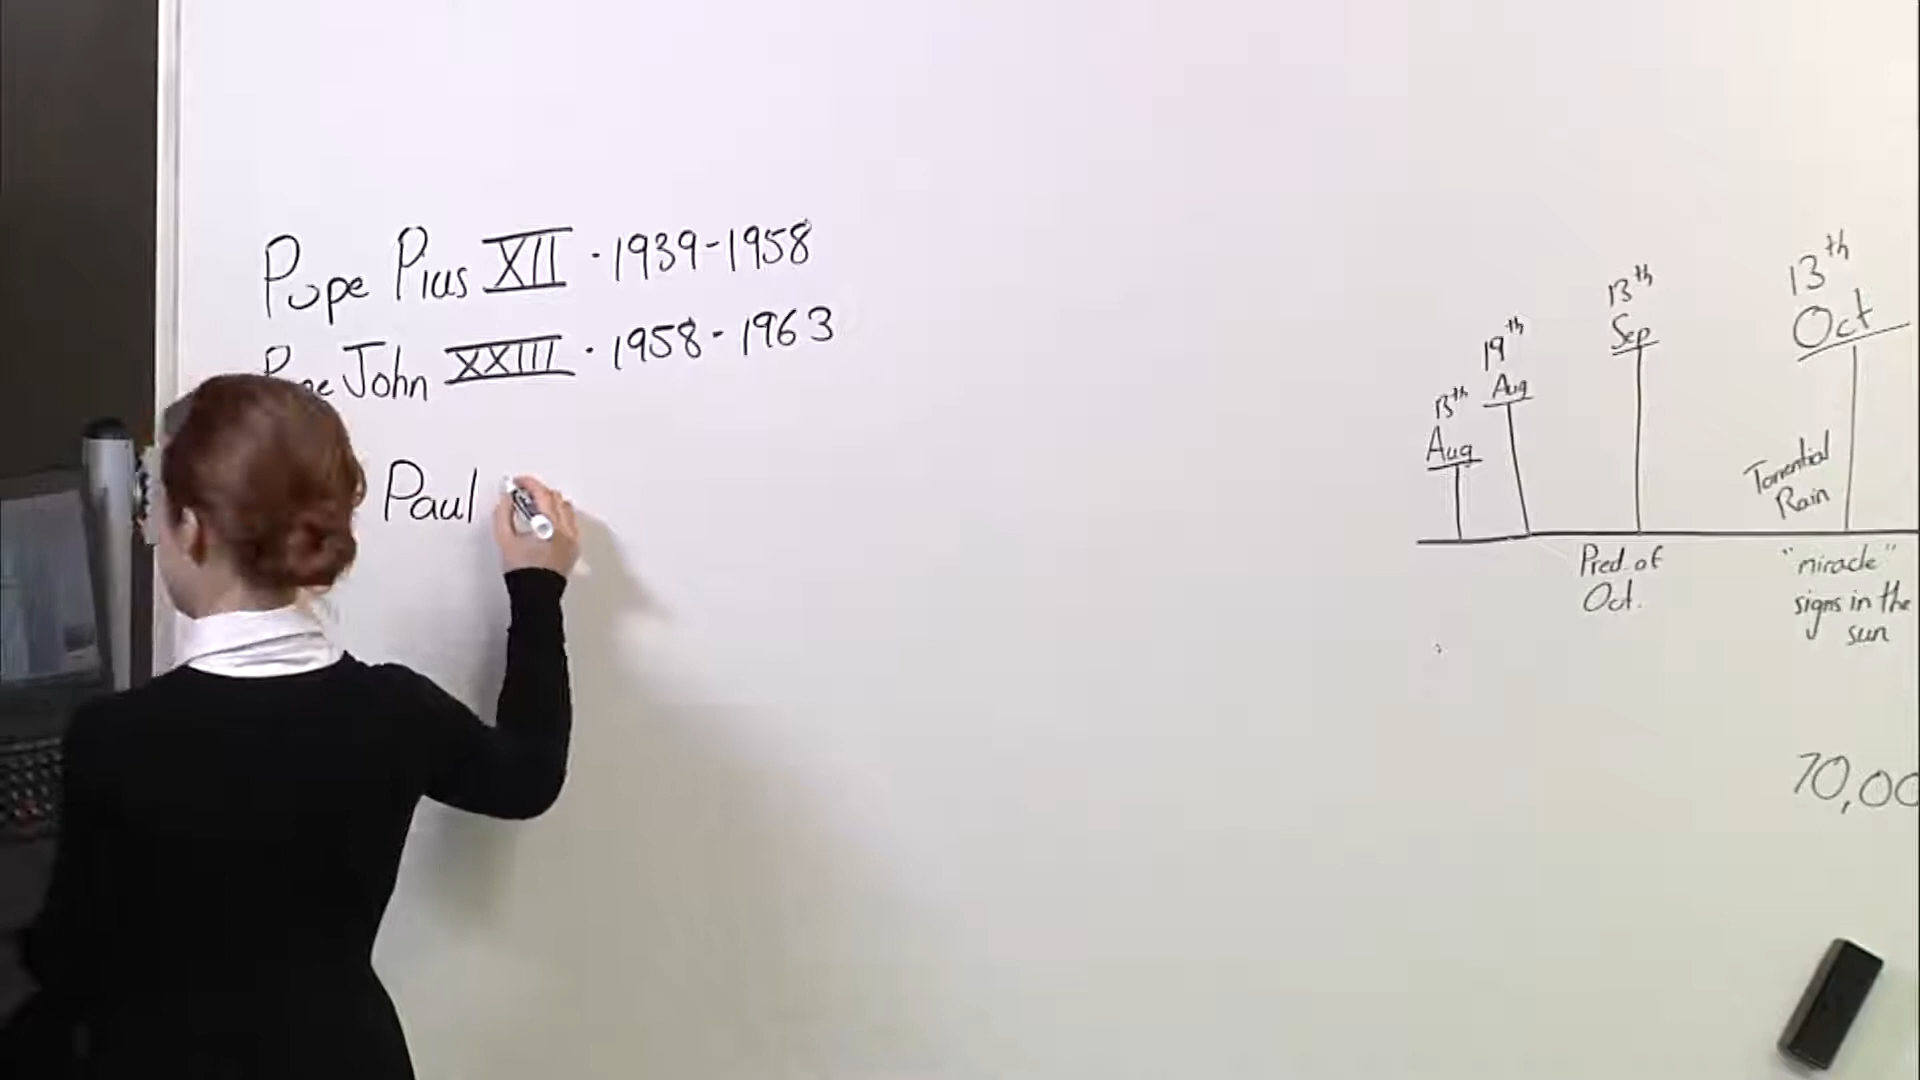 Pope Pius XII · 1939-1958
John XXIII · 1958 - 1963
Paul
13th
Aug
19th
Aug
13th
Sep
13th
Oct
Torrential
Rain
Pred. of
Oct.
"miracle"
signs in the
sun
70,00